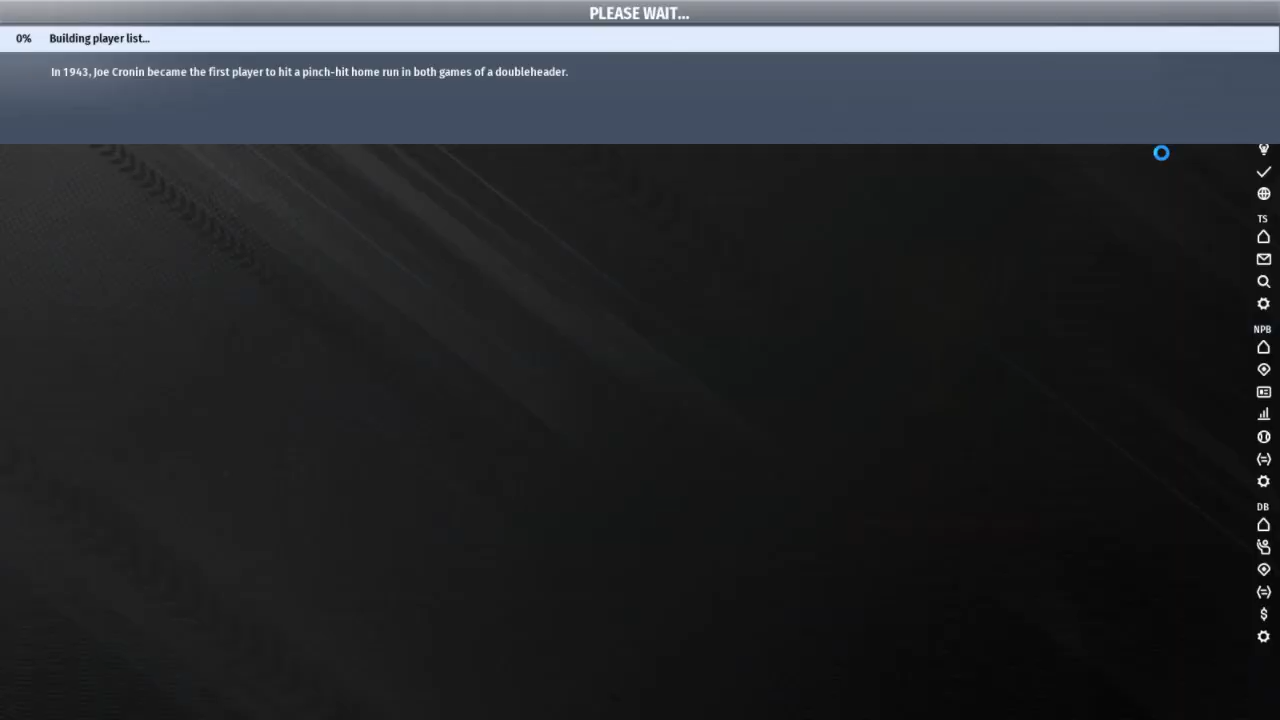 PLEASE WAIT...
0% Building player list...
In 1943, Joe Cronin became the first player to hit a pinch-hit home run in both games of a doubleheader.
TS
NPB
DB